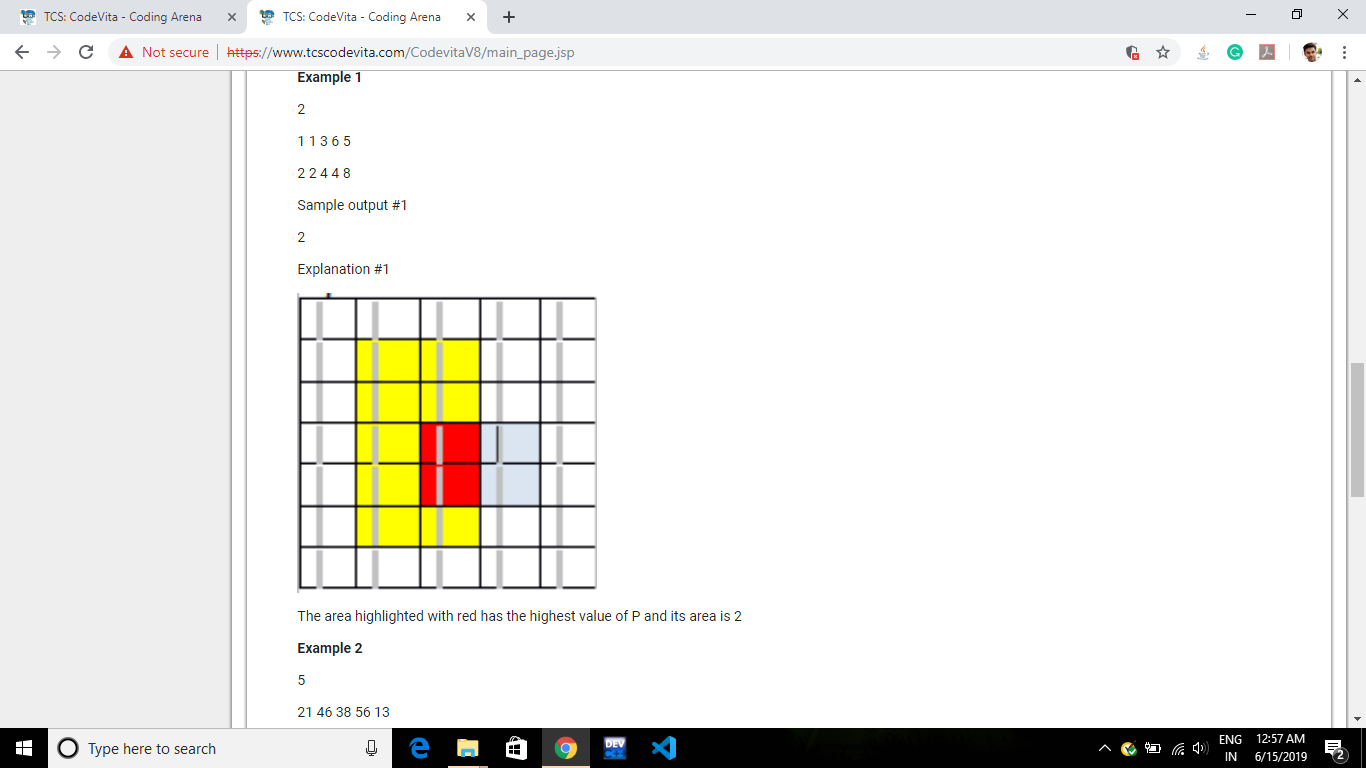 TCS: CodeVita - Coding Arena
TCS: CodeVita - Coding Arena
Not secure | https://www.tcscodevita.com/CodevitaV8/main_page.jsp
Example 1
2
1 1 3 6 5
2 2 4 4 8
Sample output #1
2
Explanation #1
The area highlighted with red has the highest value of P and its area is 2
Example 2
5
21 46 38 56 13
Type here to search
DEV
ENG
IN
12:57 AM
6/15/2019
2